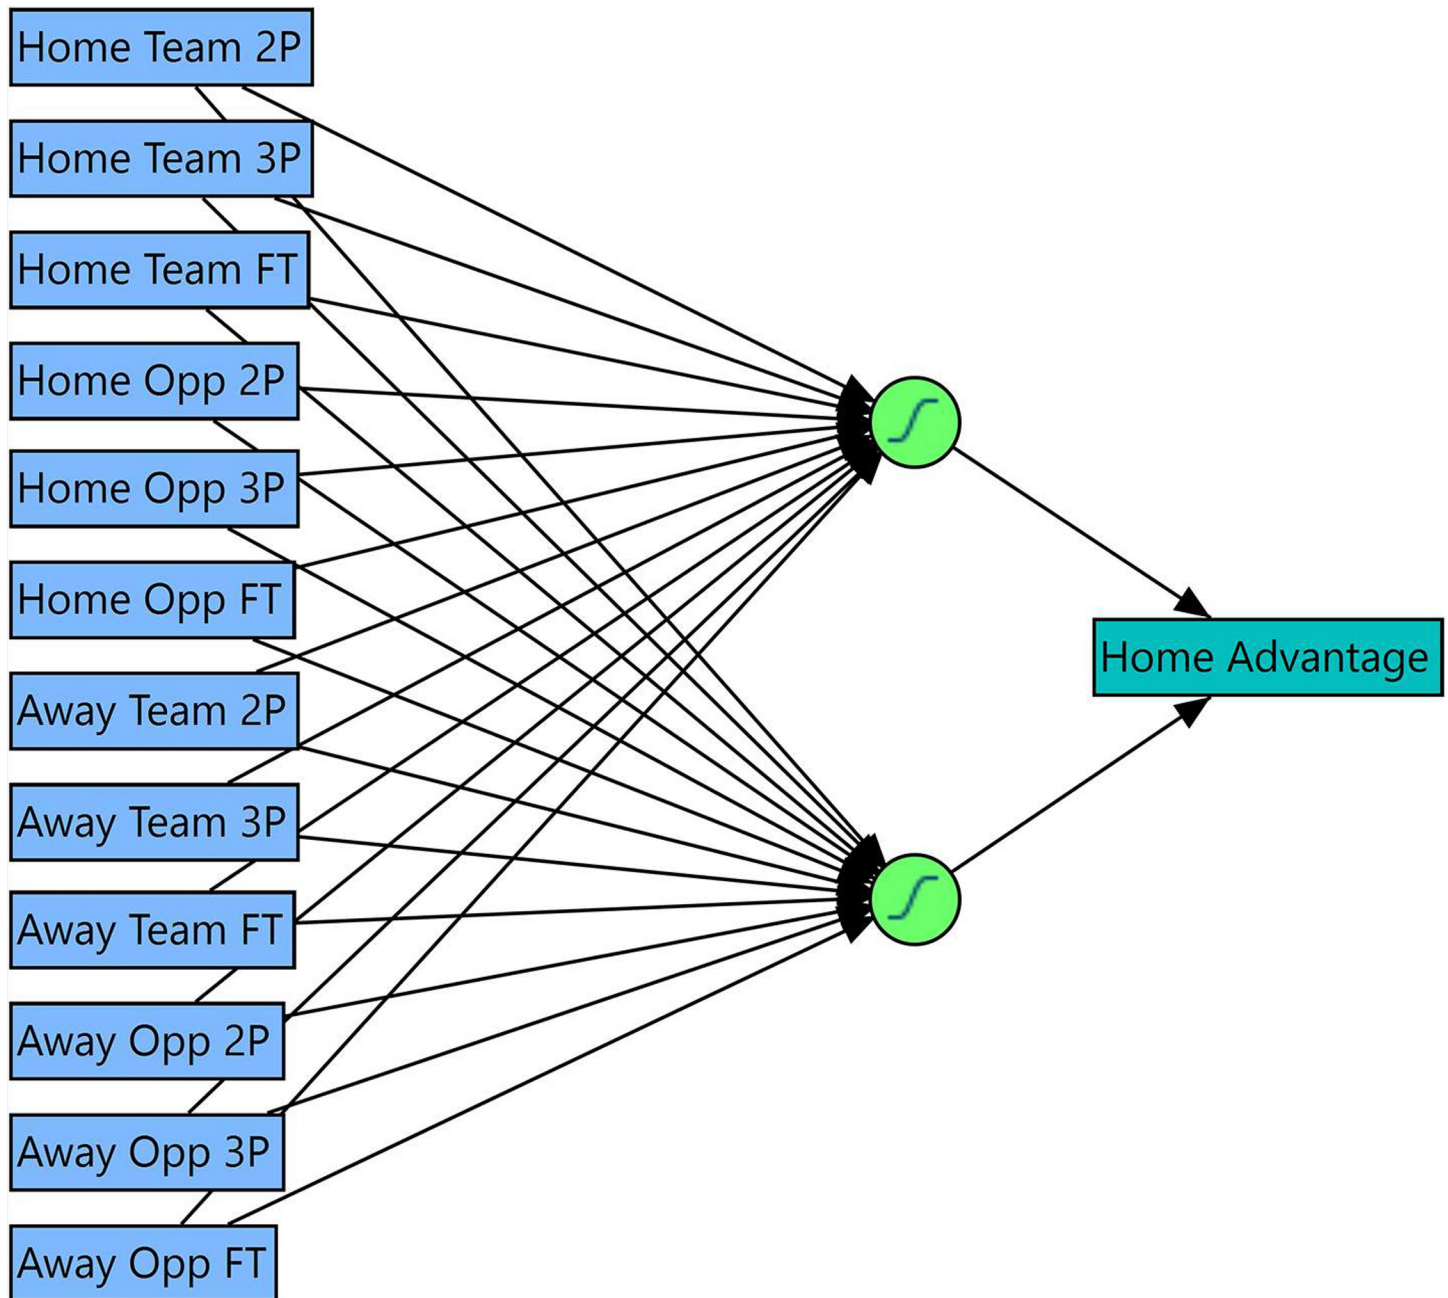 Home Team 2P
Home Team 3P
Home Team FT
Home Opp 2P
Home Opp 3P
Home Opp FT
Away Team 2P
Away Team 3P
Away Team FT
Away Opp 2P
Away Opp 3P
Away Opp FT
Home Advantage